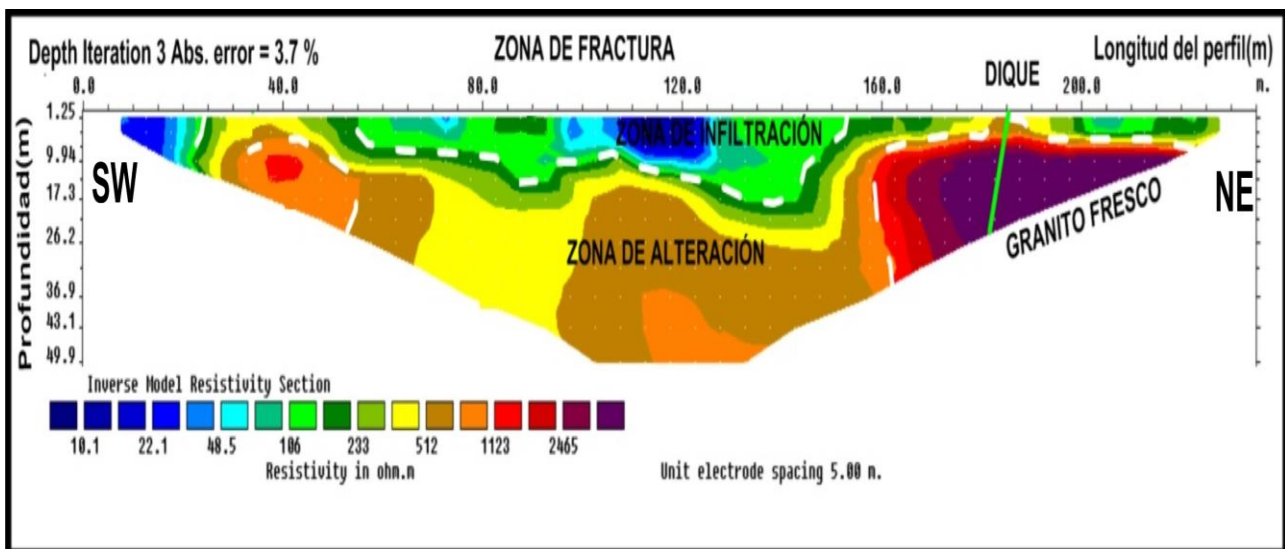 Depth Iteration 3 Abs. error = 3.7 %
ZONA DE FRACTURA
Longitud del perfil(m)
DIQUE
0.0 40.0 80.0 120.0 160.0 200.0 m.
Profundidad(m)
1.25
9.94
17.3
26.2
36.9
43.1
49.9
SW
ZONA DE INFILTRACIÓN
NE
ZONA DE ALTERACIÓN
GRANITO FRESCO
Inverse Model Resistivity Section
10.1 22.1 48.5 106 233 512 1123 2465
Resistivity in ohm.m
Unit electrode spacing 5.00 m.